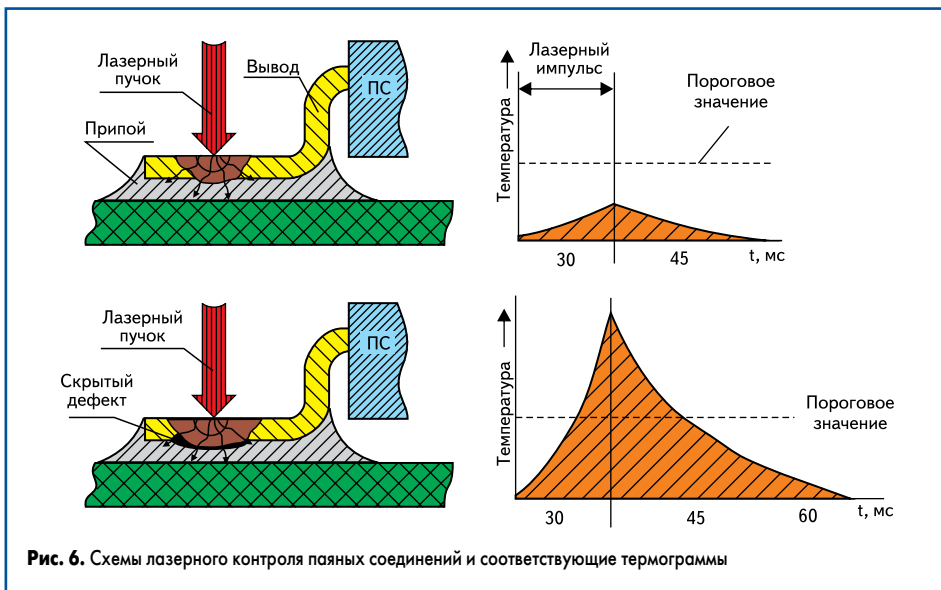 Лазерный
пучок
Вывод
ПС
Припой
Температура
Лазерный
импульс
Пороговое
значение
30
45
t, мс
Лазерный
пучок
ПС
Скрытый
дефект
Температура
Пороговое
значение
30
45
60
t, мс
Рис. 6. Схемы лазерного контроля паяных соединений и соответствующие термограммы